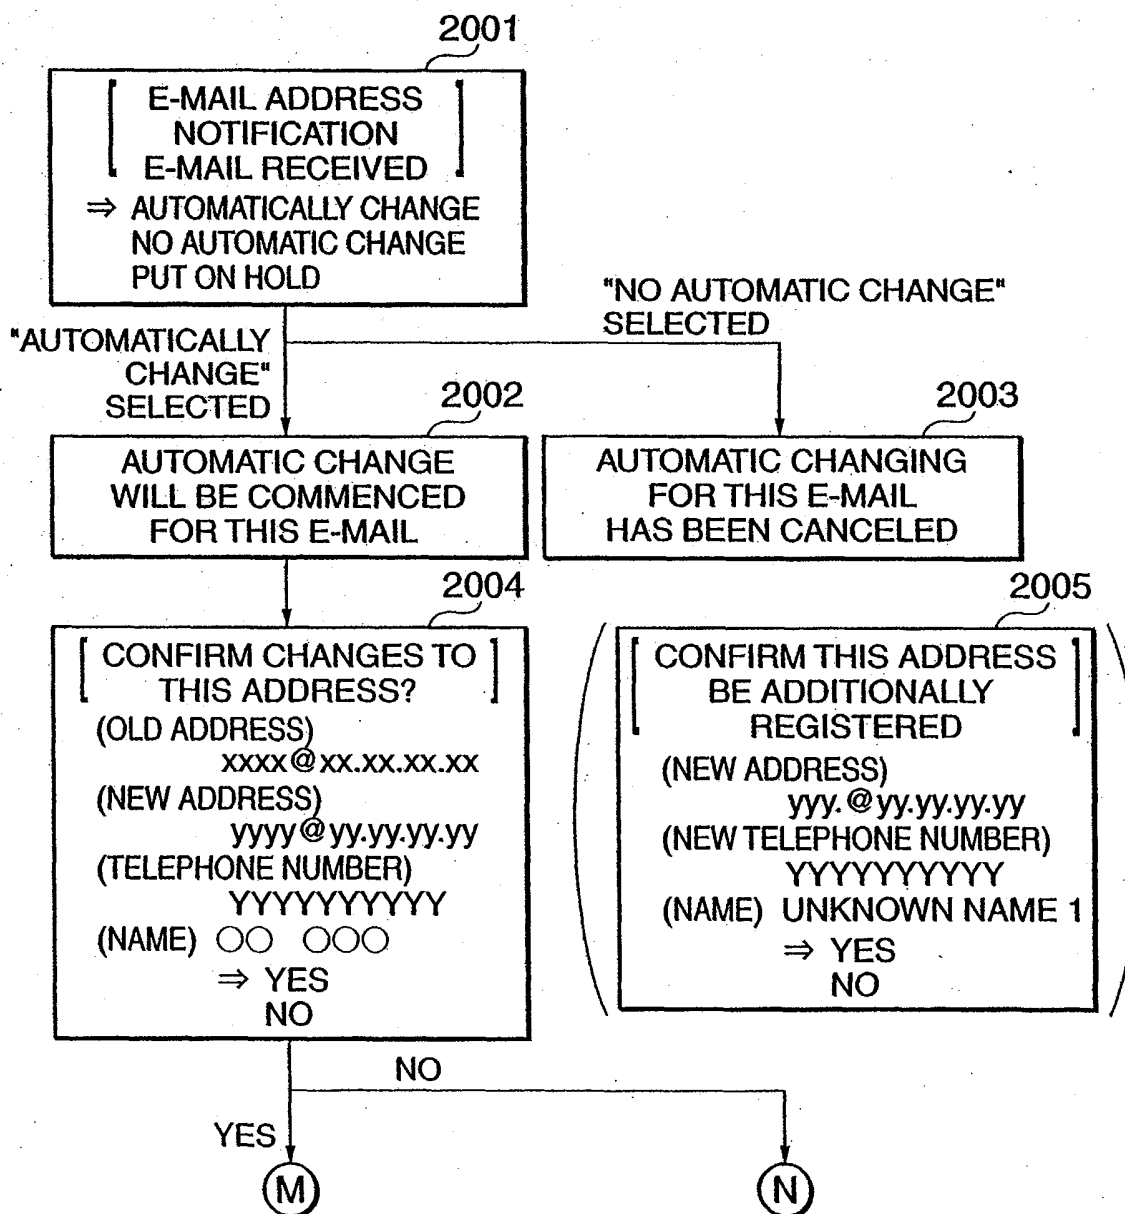 2001
[ E-MAIL ADDRESS
NOTIFICATION
E-MAIL RECEIVED ]
⇒ AUTOMATICALLY CHANGE
NO AUTOMATIC CHANGE
PUT ON HOLD
"AUTOMATICALLY
CHANGE"
SELECTED
"NO AUTOMATIC CHANGE"
SELECTED
2002
AUTOMATIC CHANGE
WILL BE COMMENCED
FOR THIS E-MAIL
2003
AUTOMATIC CHANGING
FOR THIS E-MAIL
HAS BEEN CANCELED
2004
[ CONFIRM CHANGES TO
THIS ADDRESS? ]
(OLD ADDRESS)
xxxx@xx.xx.xx.xx
(NEW ADDRESS)
yyyy@yy.yy.yy.yy
(TELEPHONE NUMBER)
YYYYYYYYYY
(NAME) ○○ ○○○
⇒ YES
NO
2005
[ CONFIRM THIS ADDRESS
BE ADDITIONALLY
REGISTERED ]
(NEW ADDRESS)
yyy.@yy.yy.yy.yy
(NEW TELEPHONE NUMBER)
YYYYYYYYYY
(NAME) UNKNOWN NAME 1
⇒ YES
NO
NO
YES
M
N